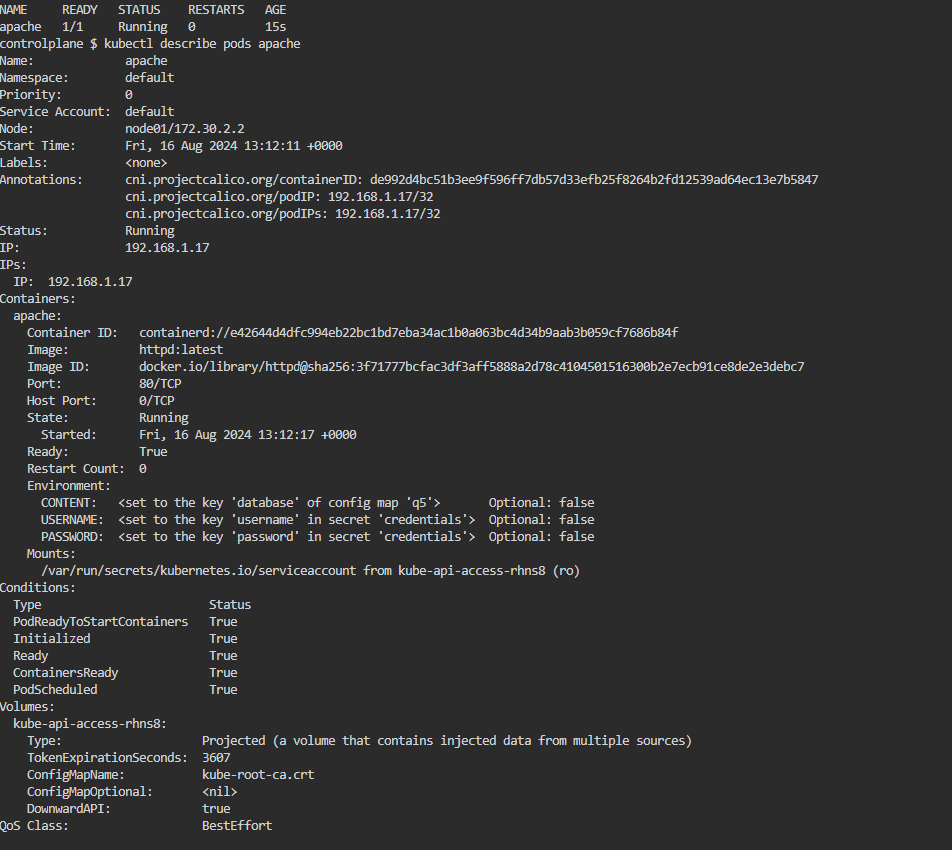 NAME     READY   STATUS    RESTARTS   AGE
apache   1/1     Running   0          15s
controlplane $ kubectl describe pods apache
Name:             apache
Namespace:        default
Priority:         0
Service Account:  default
Node:             node01/172.30.2.2
Start Time:       Fri, 16 Aug 2024 13:12:11 +0000
Labels:           <none>
Annotations:      cni.projectcalico.org/containerID: de992d4bc51b3ee9f596ff7db57d33efb25f8264b2fd12539ad64ec13e7b5847
                  cni.projectcalico.org/podIP: 192.168.1.17/32
                  cni.projectcalico.org/podIPs: 192.168.1.17/32
Status:           Running
IP:               192.168.1.17
IPs:
  IP:  192.168.1.17
Containers:
  apache:
    Container ID:   containerd://e42644d4dfc994eb22bc1bd7eba34ac1b0a063bc4d34b9aab3b059cf7686b84f
    Image:          httpd:latest
    Image ID:       docker.io/library/httpd@sha256:3f71777bcfac3df3aff5888a2d78c4104501516300b2e7ecb91ce8de2e3debc7
    Port:           80/TCP
    Host Port:      0/TCP
    State:          Running
      Started:      Fri, 16 Aug 2024 13:12:17 +0000
    Ready:          True
    Restart Count:  0
    Environment:
      CONTENT:   <set to the key 'database' of config map 'q5'>       Optional: false
      USERNAME:  <set to the key 'username' in secret 'credentials'>  Optional: false
      PASSWORD:  <set to the key 'password' in secret 'credentials'>  Optional: false
    Mounts:
      /var/run/secrets/kubernetes.io/serviceaccount from kube-api-access-rhns8 (ro)
Conditions:
  Type                        Status
  PodReadyToStartContainers   True
  Initialized                 True
  Ready                       True
  ContainersReady             True
  PodScheduled                True
Volumes:
  kube-api-access-rhns8:
    Type:                    Projected (a volume that contains injected data from multiple sources)
    TokenExpirationSeconds:  3607
    ConfigMapName:           kube-root-ca.crt
    ConfigMapOptional:       <nil>
    DownwardAPI:             true
QoS Class:                   BestEffort